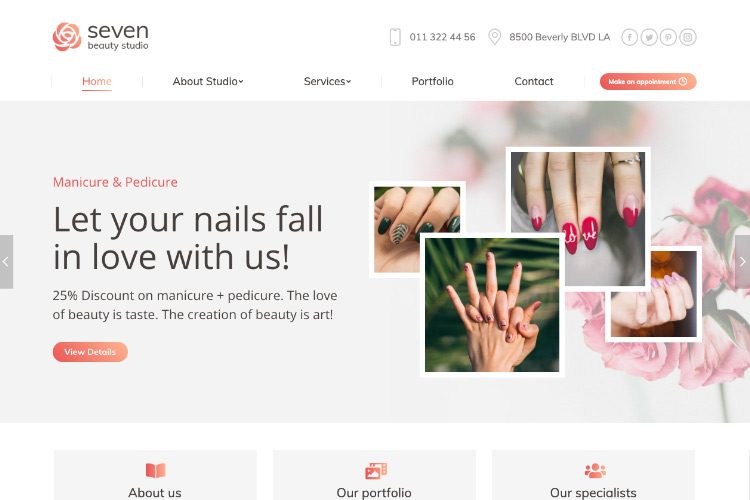 seven
beauty studio
011 322 44 56
8500 Beverly BLVD LA
Home
About Studio
Services
Portfolio
Contact
Make an appointment
Manicure & Pedicure
Let your nails fall
in love with us!
25% Discount on manicure + pedicure. The love
of beauty is taste. The creation of beauty is art!
View Details
About us
Our portfolio
Our specialists